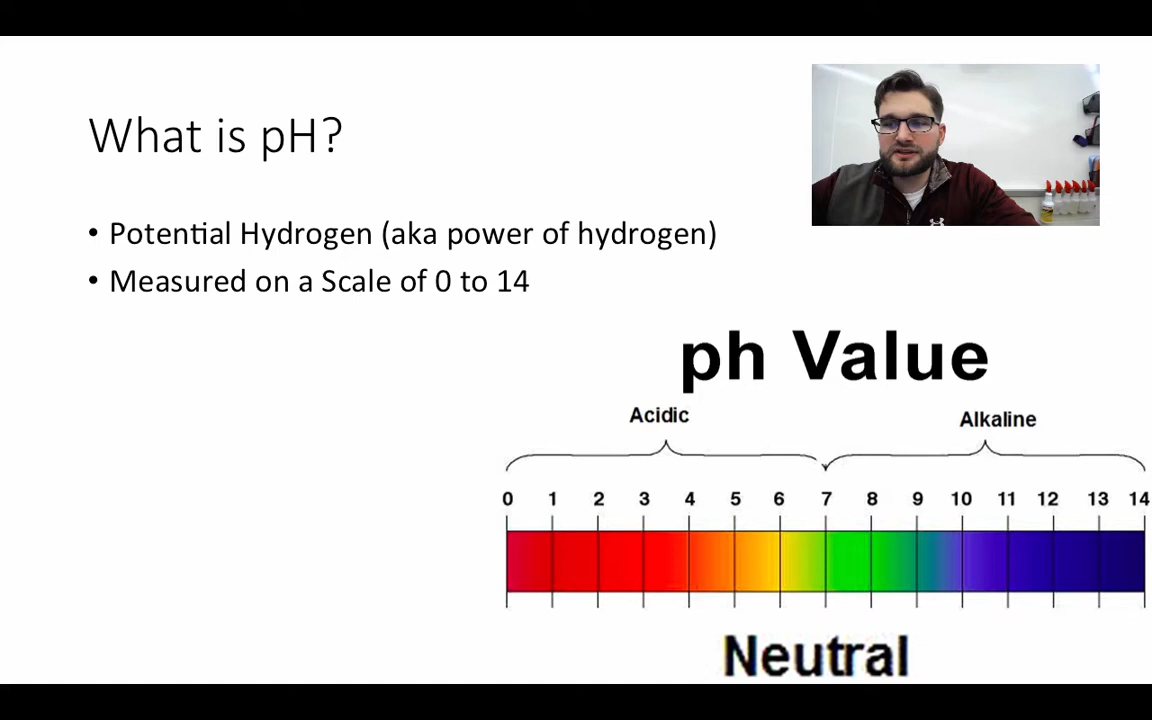 What is pH?
• Potential Hydrogen (aka power of hydrogen)
• Measured on a Scale of 0 to 14
ph Value
Acidic
Alkaline
0 1 2 3 4 5 6 7 8 9 10 11 12 13 14
Neutral